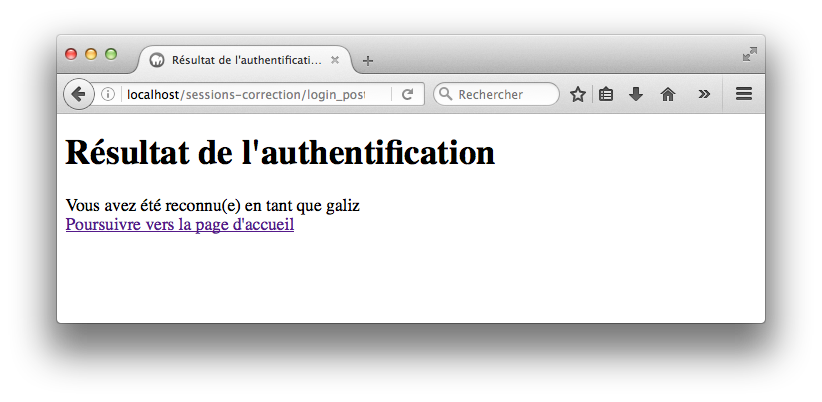 Résultat de l'authentificati...
localhost/sessions-correction/login_post
Rechercher
Résultat de l'authentification
Vous avez été reconnu(e) en tant que galiz
Poursuivre vers la page d'accueil